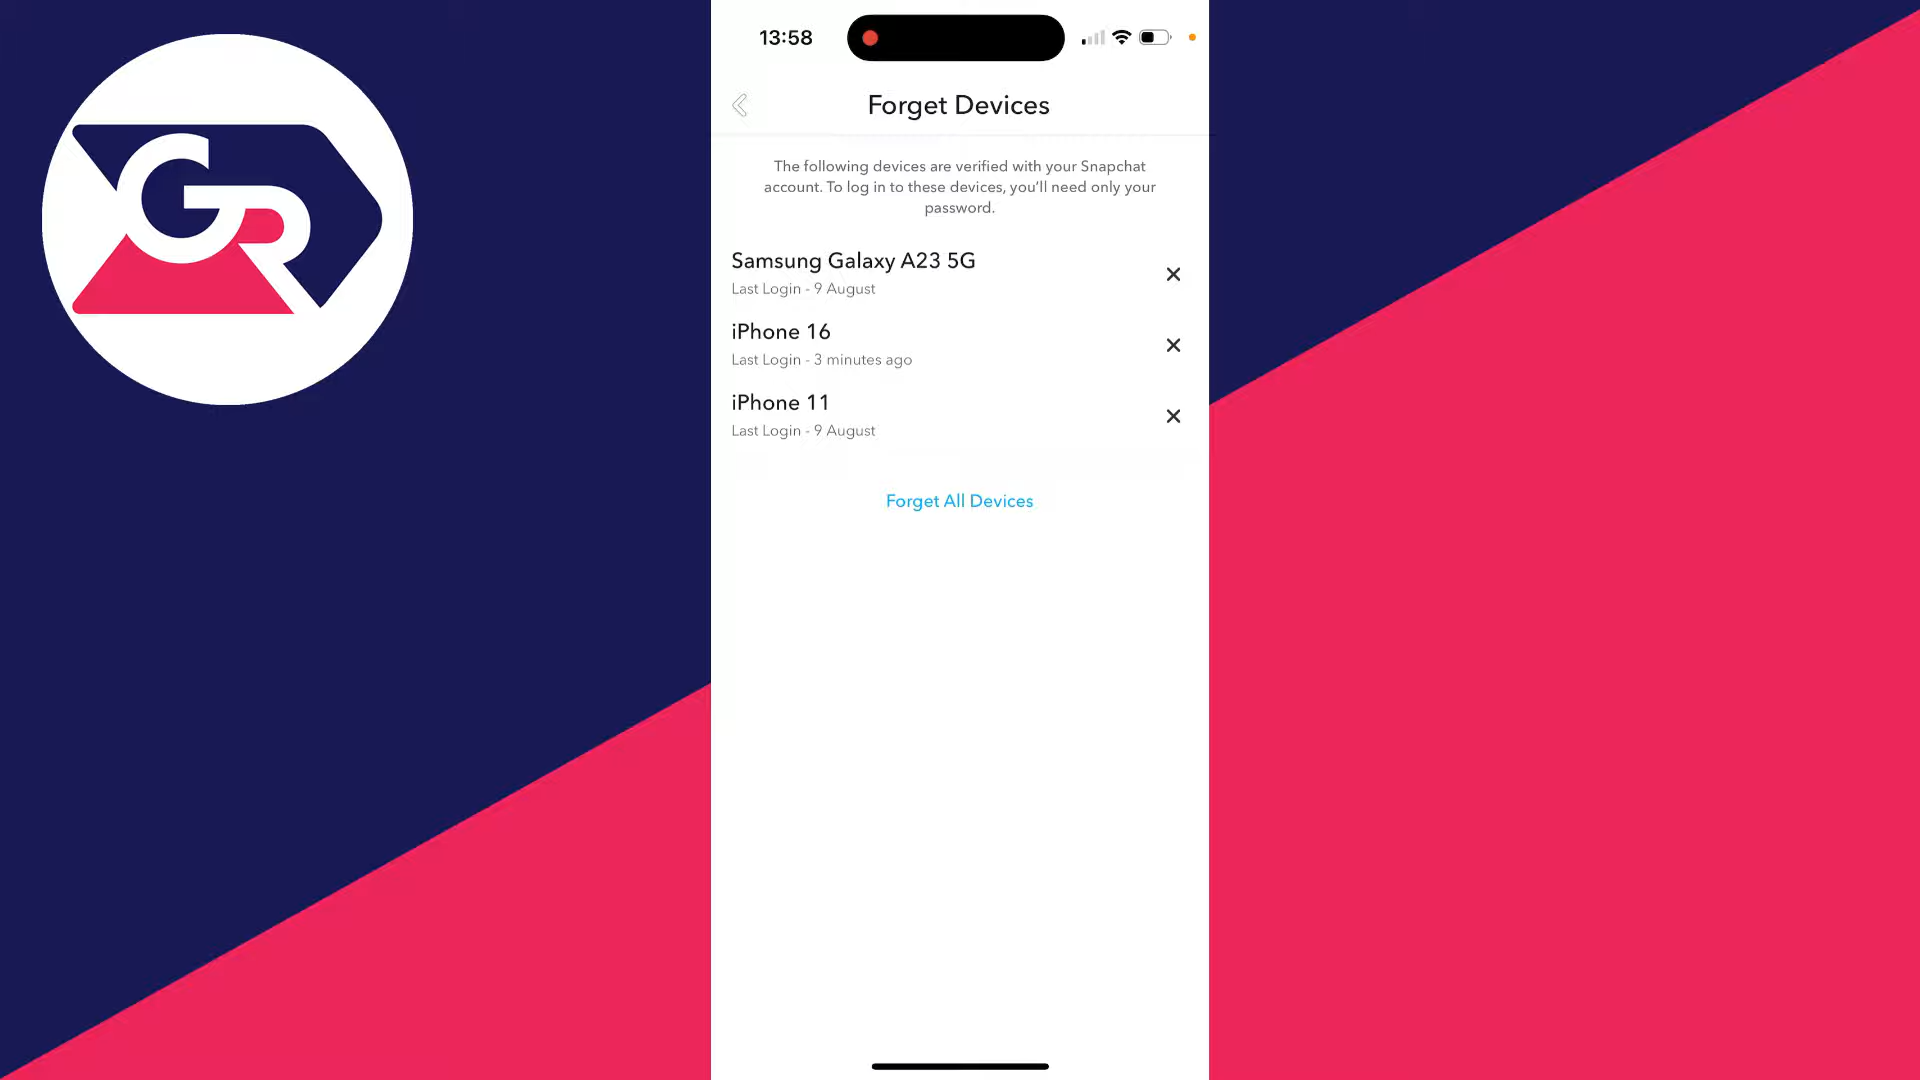 GR
13:58
Forget Devices
The following devices are verified with your Snapchat
account. To log in to these devices, you’ll need only your
password.
Samsung Galaxy A23 5G
Last Login - 9 August
iPhone 16
Last Login - 3 minutes ago
iPhone 11
Last Login - 9 August
Forget All Devices